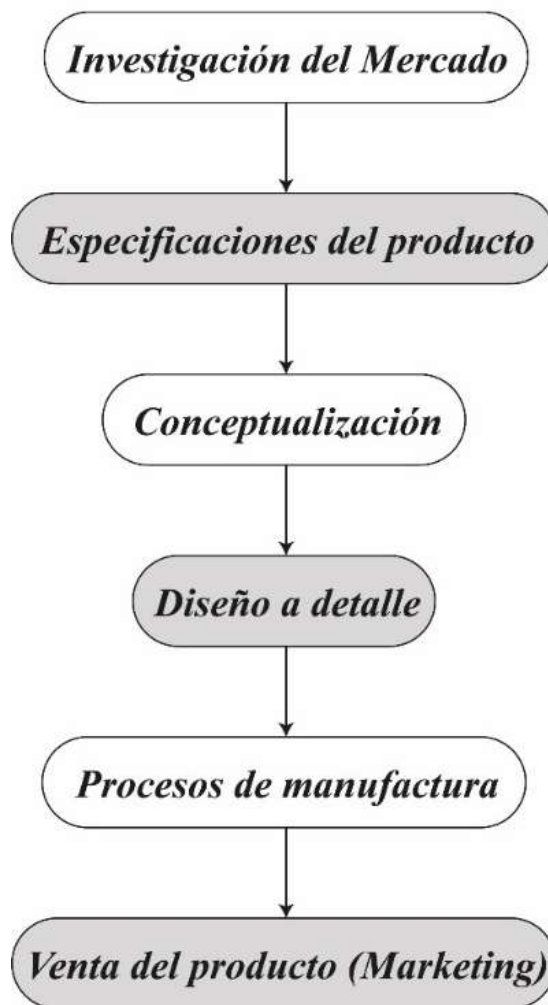 Investigación del Mercado
Especificaciones del producto
Conceptualización
Diseño a detalle
Procesos de manufactura
Venta del producto (Marketing)